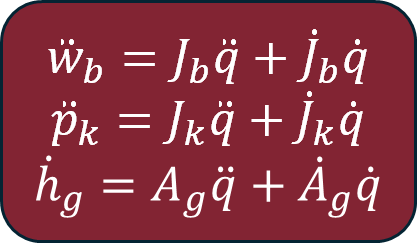 ẅ_b = J_b q̈ + J̇_b q̇
p̈_k = J_k q̈ + J̇_k q̇
ḣ_g = A_g q̈ + Ȧ_g q̇